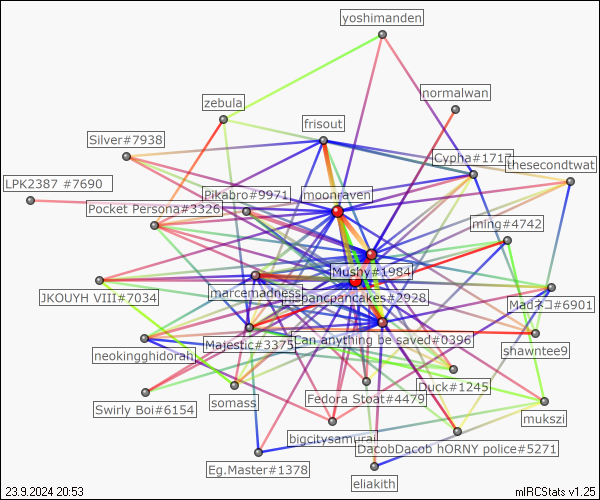 yoshimanden
normalwan
zebula
frisout
Silver#7938
Cypha#1717
thesecondtwat
LPK2387 #7690
Pikabro#9971
moonraven
Pocket Persona#3326
ming#4742
Mushy#1984
JKOUYH VIII#7034
marcemadness
pancpancakes#2928
Madネコ#6901
Majestic#3375
Can anything be saved#0396
neokingghidorah
shawntee9
Swirly Boi#6154
somass
Fedora Stoat#4479
Duck#1245
mukszi
bigcitysamurai
DacobDacob hORNY police#5271
Eg.Master#1378
eliakith
23.9.2024 20:53
mIRCStats v1.25